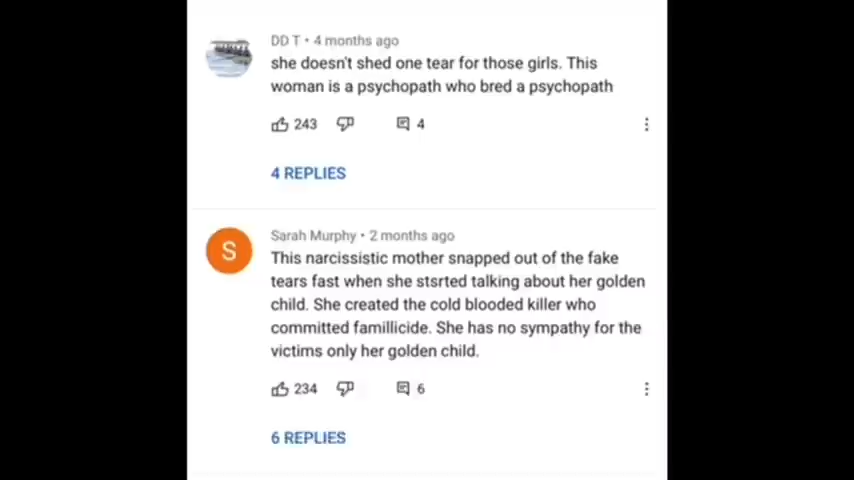 DD T • 4 months ago
she doesn't shed one tear for those girls. This
woman is a psychopath who bred a psychopath
243 4
4 REPLIES
S
Sarah Murphy • 2 months ago
This narcissistic mother snapped out of the fake
tears fast when she stsrted talking about her golden
child. She created the cold blooded killer who
committed famillicide. She has no sympathy for the
victims only her golden child.
234 6
6 REPLIES